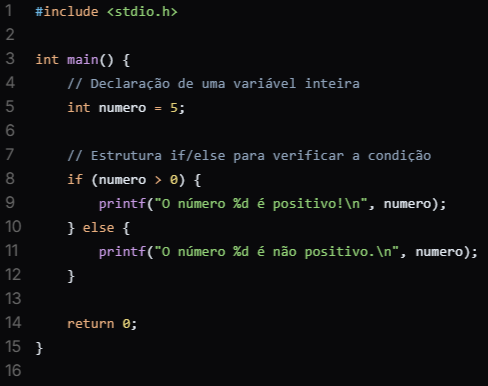 1 #include <stdio.h>
2
3 int main() {
4     // Declaração de uma variável inteira
5     int numero = 5;
6
7     // Estrutura if/else para verificar a condição
8     if (numero > 0) {
9         printf("O número %d é positivo!\n", numero);
10     } else {
11         printf("O número %d é não positivo.\n", numero);
12     }
13
14     return 0;
15 }
16